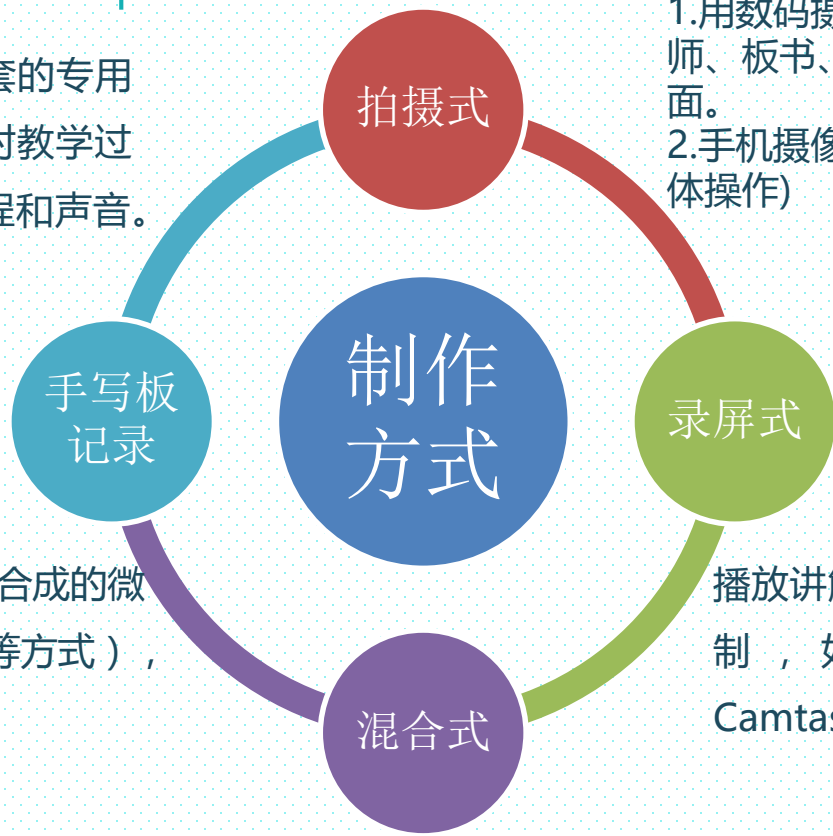 1.用数码摄
师、板书、
面。
2.手机摄像
体操作)
套的专用
时教学过
程和声音。
拍摄式
手写板
记录
制作
方式
录屏式
合成的微
等方式），
播放讲解
制 ，如
Camtas
混合式